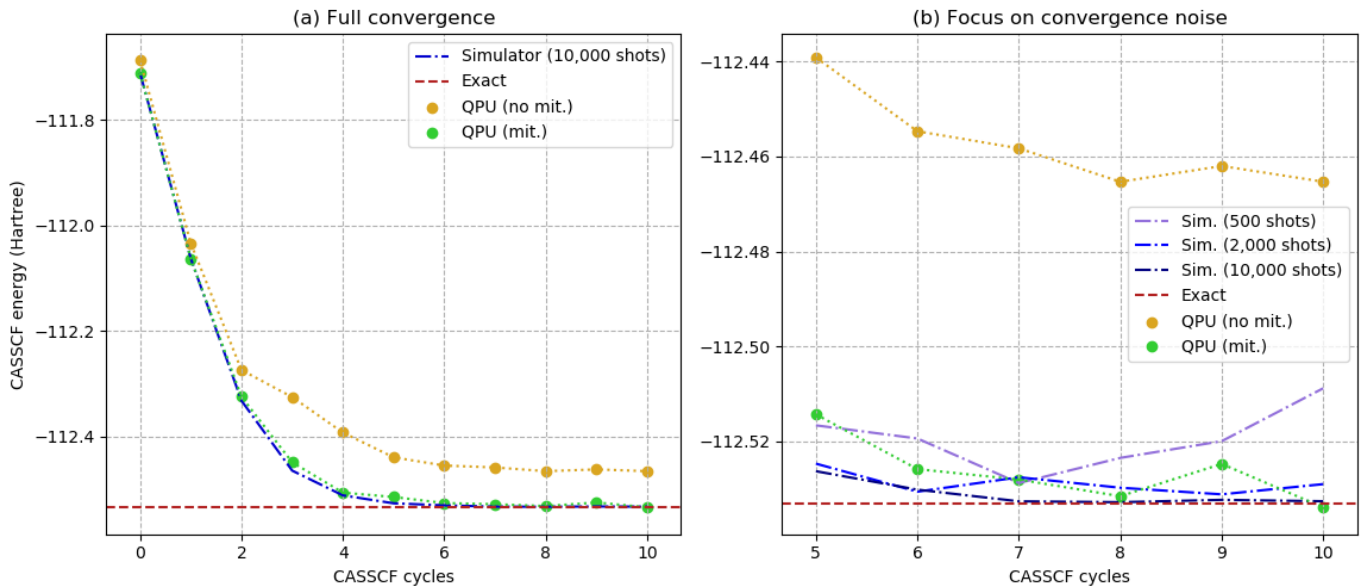 (a) Full convergence
CASSCF energy (Hartree)
−111.8
−112.0
−112.2
−112.4
Simulator (10,000 shots)
Exact
QPU (no mit.)
QPU (mit.)
0 2 4 6 8 10
CASSCF cycles
(b) Focus on convergence noise
−112.44
−112.46
−112.48
−112.50
−112.52
Sim. (500 shots)
Sim. (2,000 shots)
Sim. (10,000 shots)
Exact
QPU (no mit.)
QPU (mit.)
5 6 7 8 9 10
CASSCF cycles